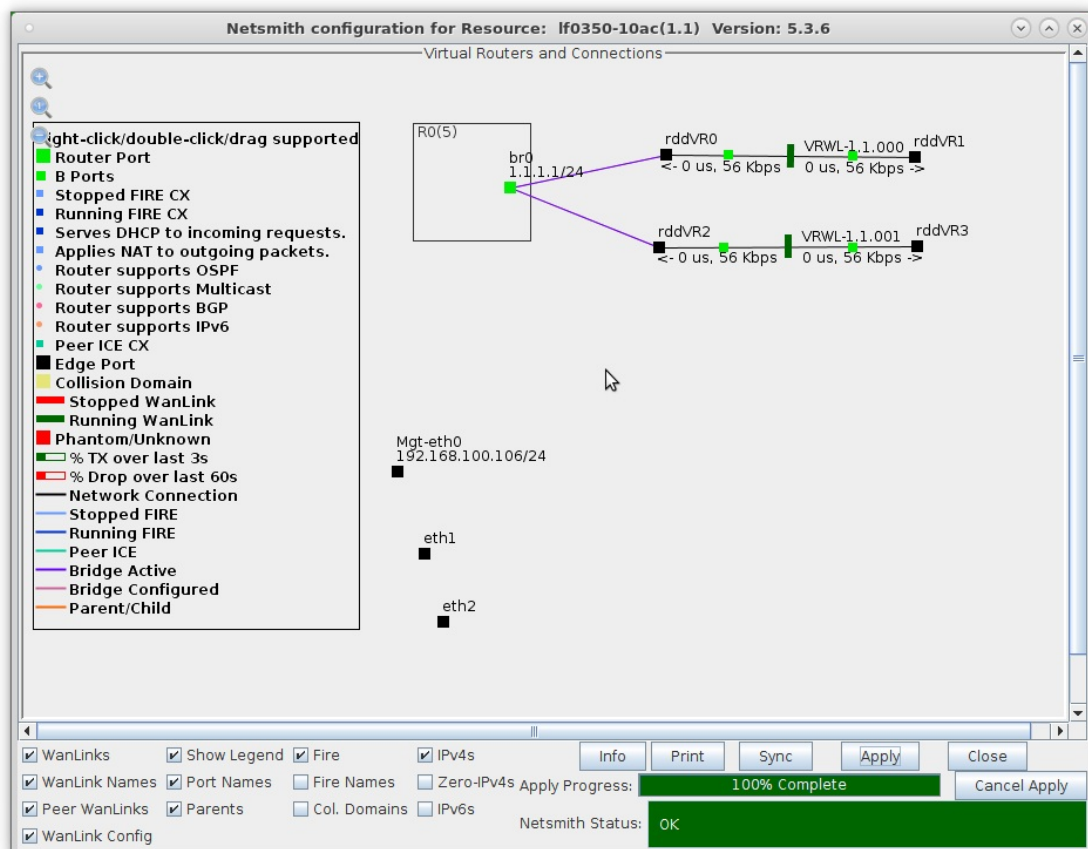 Netsmith configuration for Resource: lf0350-10ac(1.1) Version: 5.3.6
Virtual Routers and Connections
ight-click/double-click/drag supported
Router Port
B Ports
Stopped FIRE CX
Running FIRE CX
Serves DHCP to incoming requests.
Applies NAT to outgoing packets.
Router supports OSPF
Router supports Multicast
Router supports BGP
Router supports IPv6
Peer ICE CX
Edge Port
Collision Domain
Stopped WanLink
Running WanLink
Phantom/Unknown
% TX over last 3s
% Drop over last 60s
Network Connection
Stopped FIRE
Running FIRE
Peer ICE
Bridge Active
Bridge Configured
Parent/Child
R0(5)
br0
1.1.1.1/24
rddVR0
VRWL-1.1.000
rddVR1
<- 0 us, 56 Kbps
0 us, 56 Kbps ->
rddVR2
VRWL-1.1.001
rddVR3
<- 0 us, 56 Kbps
0 us, 56 Kbps ->
Mgt-eth0
192.168.100.106/24
eth1
eth2
WanLinks
Show Legend
Fire
IPv4s
Info
Print
Sync
Apply
Close
WanLink Names
Port Names
Fire Names
Zero-IPv4s
Apply Progress:
100% Complete
Cancel Apply
Peer WanLinks
Parents
Col. Domains
IPv6s
Netsmith Status:
OK
WanLink Config